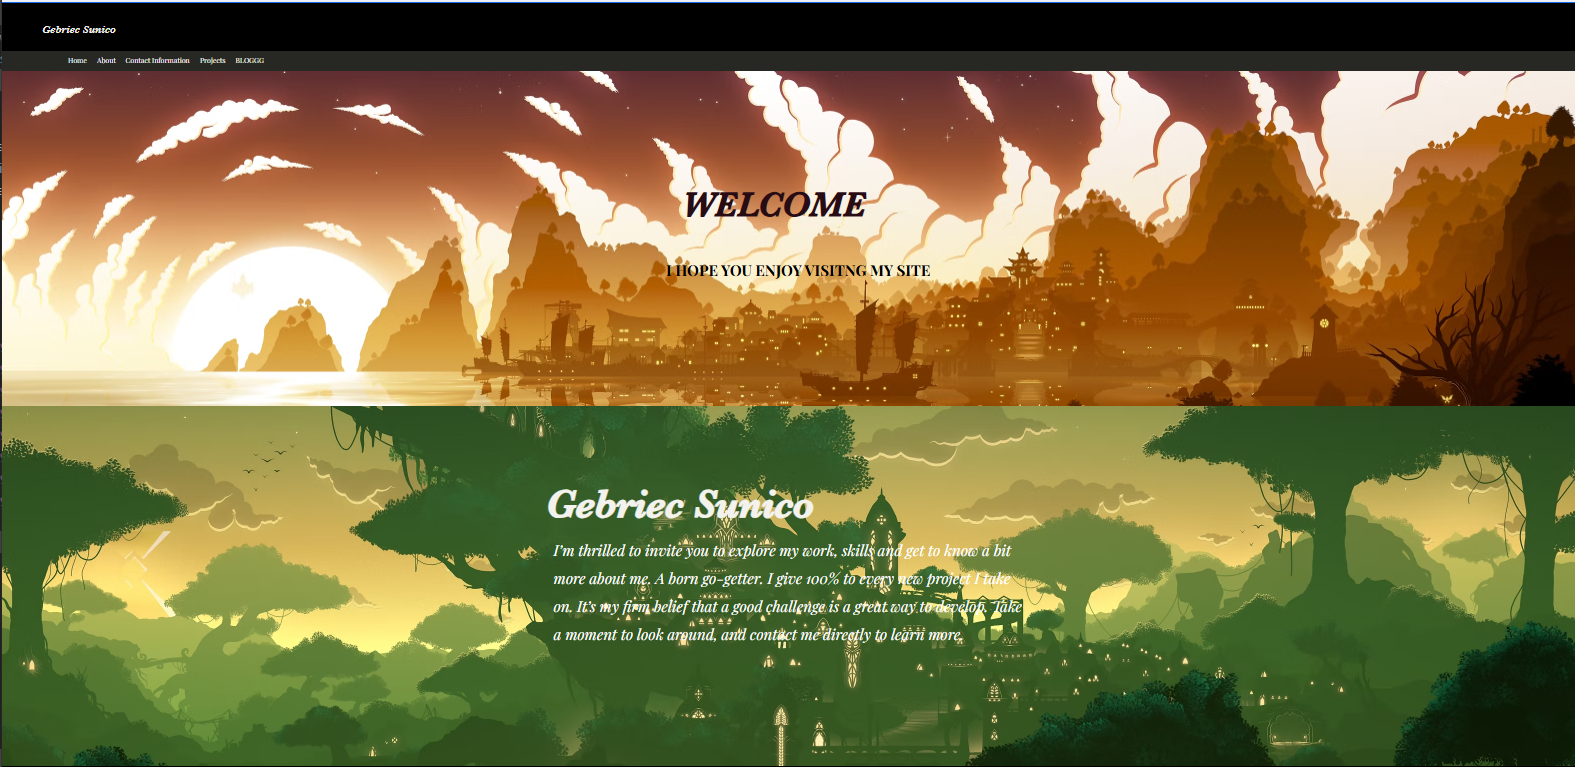 Gebriec Sunico
Home About Contact Information Projects BLOGGG
WELCOME
I HOPE YOU ENJOY VISITNG MY SITE
Gebriec Sunico
I'm thrilled to invite you to explore my work, skills and get to know a bit
more about me. A born go-getter. I give 100% to every new project I take
on. It's my firm belief that a good challenge is a great way to develop. Take
a moment to look around, and contact me directly to learn more.